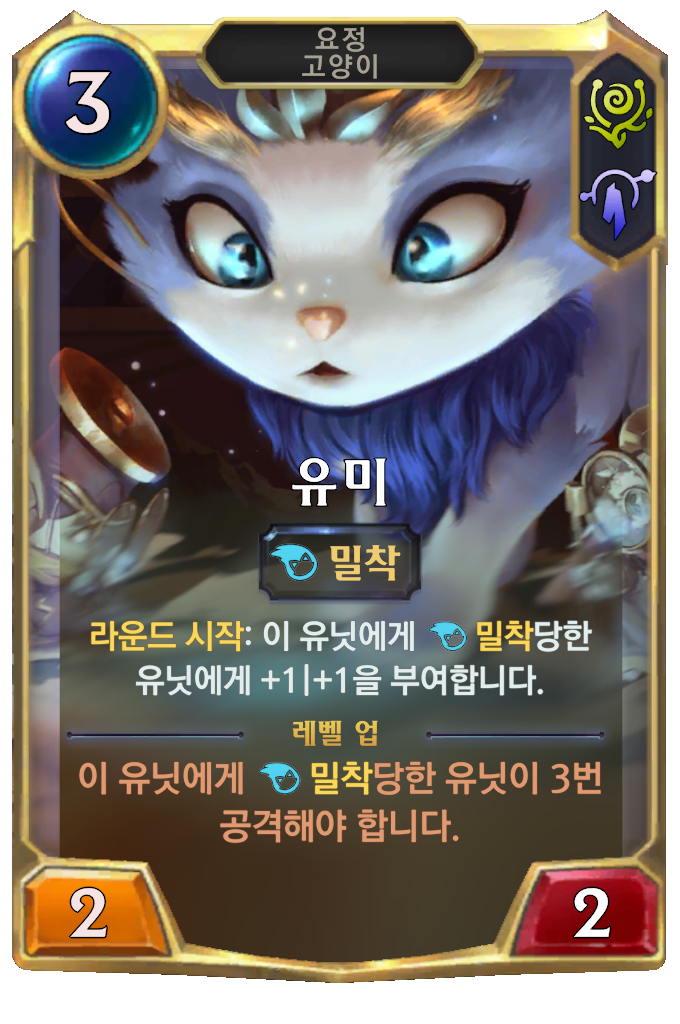 요정
고양이
3
유미
밀착
라운드 시작: 이 유닛에게 밀착당한
유닛에게 +1|+1을 부여합니다.
레벨 업
이 유닛에게 밀착당한 유닛이 3번
공격해야 합니다.
2
2